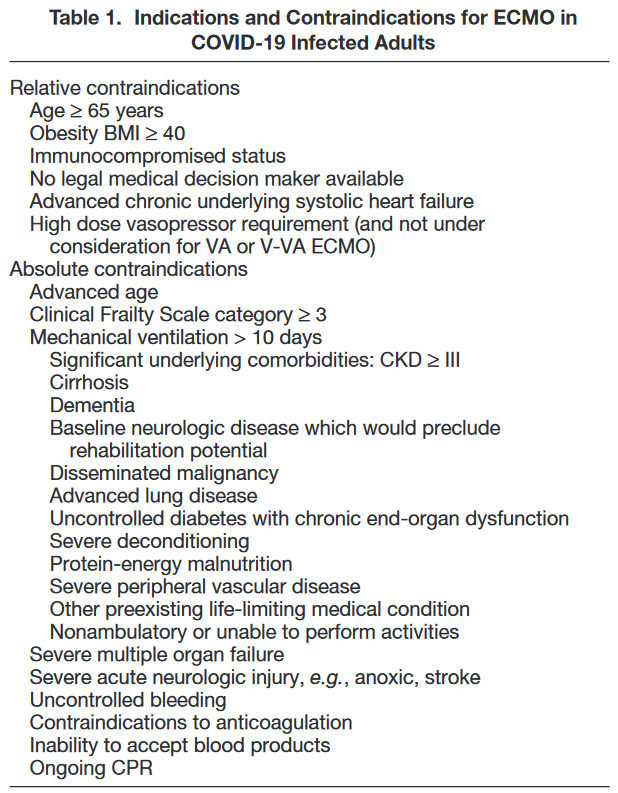 Table 1.  Indications and Contraindications for ECMO in
COVID-19 Infected Adults
Relative contraindications
Age ≥ 65 years
Obesity BMI ≥ 40
Immunocompromised status
No legal medical decision maker available
Advanced chronic underlying systolic heart failure
High dose vasopressor requirement (and not under
consideration for VA or V-VA ECMO)
Absolute contraindications
Advanced age
Clinical Frailty Scale category ≥ 3
Mechanical ventilation > 10 days
Significant underlying comorbidities: CKD ≥ III
Cirrhosis
Dementia
Baseline neurologic disease which would preclude
rehabilitation potential
Disseminated malignancy
Advanced lung disease
Uncontrolled diabetes with chronic end-organ dysfunction
Severe deconditioning
Protein-energy malnutrition
Severe peripheral vascular disease
Other preexisting life-limiting medical condition
Nonambulatory or unable to perform activities
Severe multiple organ failure
Severe acute neurologic injury, e.g., anoxic, stroke
Uncontrolled bleeding
Contraindications to anticoagulation
Inability to accept blood products
Ongoing CPR